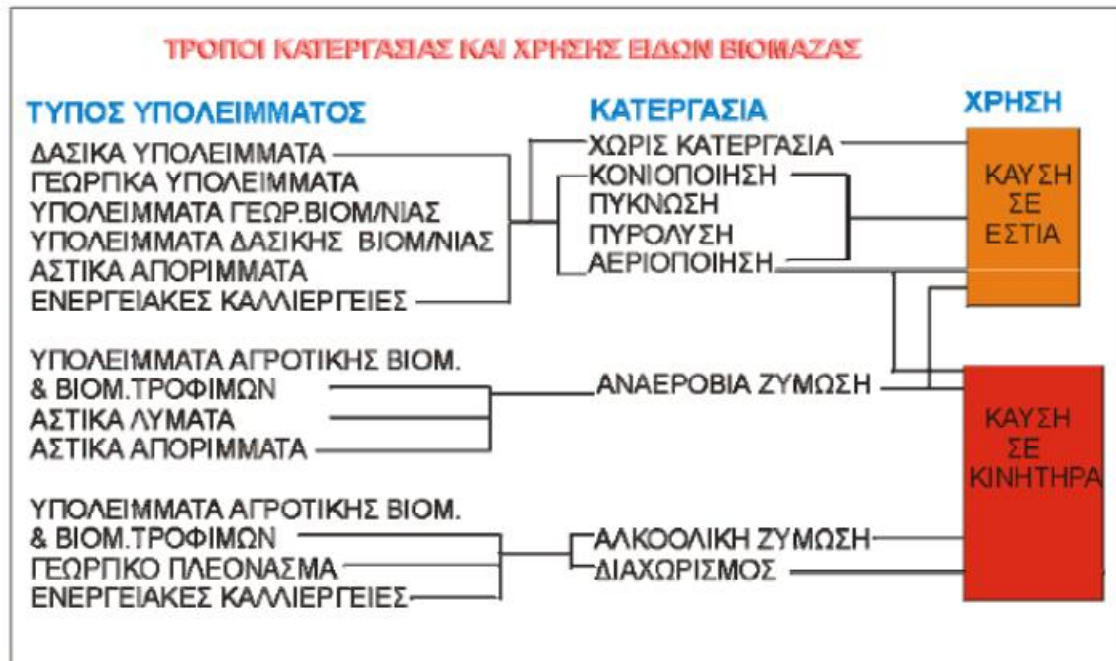 ΤΡΟΠΟΙ ΚΑΤΕΡΓΑΣΙΑΣ ΚΑΙ ΧΡΗΣΗΣ ΕΙΔΩΝ ΒΙΟΜΑΖΑΣ
ΤΥΠΟΣ ΥΠΟΛΕΙΜΜΑΤΟΣ
ΔΑΣΙΚΑ ΥΠΟΛΕΙΜΜΑΤΑ
ΓΕΩΡΓΙΚΑ ΥΠΟΛΕΙΜΜΑΤΑ
ΥΠΟΛΕΙΜΜΑΤΑ ΓΕΩΡ.ΒΙΟΜ/ΝΙΑΣ
ΥΠΟΛΕΙΜΜΑΤΑ ΔΑΣΙΚΗΣ ΒΙΟΜ/ΝΙΑΣ
ΑΣΤΙΚΑ ΑΠΟΡΙΜΜΑΤΑ
ΕΝΕΡΓΕΙΑΚΕΣ ΚΑΛΛΙΕΡΓΕΙΕΣ
ΥΠΟΛΕΙΜΜΑΤΑ ΑΓΡΟΤΙΚΗΣ ΒΙΟΜ.
& ΒΙΟΜ.ΤΡΟΦΙΜΩΝ
ΑΣΤΙΚΑ ΛΥΜΑΤΑ
ΑΣΤΙΚΑ ΑΠΟΡΙΜΜΑΤΑ
ΥΠΟΛΕΙΜΜΑΤΑ ΑΓΡΟΤΙΚΗΣ ΒΙΟΜ.
& ΒΙΟΜ.ΤΡΟΦΙΜΩΝ
ΓΕΩΡΓΙΚΟ ΠΛΕΟΝΑΣΜΑ
ΕΝΕΡΓΕΙΑΚΕΣ ΚΑΛΛΙΕΡΓΕΙΕΣ
ΚΑΤΕΡΓΑΣΙΑ
ΧΩΡΙΣ ΚΑΤΕΡΓΑΣΙΑ
ΚΟΝΙΟΠΟΙΗΣΗ
ΠΥΚΝΩΣΗ
ΠΥΡΟΛΥΣΗ
ΑΕΡΙΟΠΟΙΗΣΗ
ΑΝΑΕΡΟΒΙΑ ΖΥΜΩΣΗ
ΑΛΚΟΟΛΙΚΗ ΖΥΜΩΣΗ
ΔΙΑΧΩΡΙΣΜΟΣ
ΧΡΗΣΗ
ΚΑΥΣΗ
ΣΕ
ΕΣΤΙΑ
ΚΑΥΣΗ
ΣΕ
ΚΙΝΗΤΗΡΑ